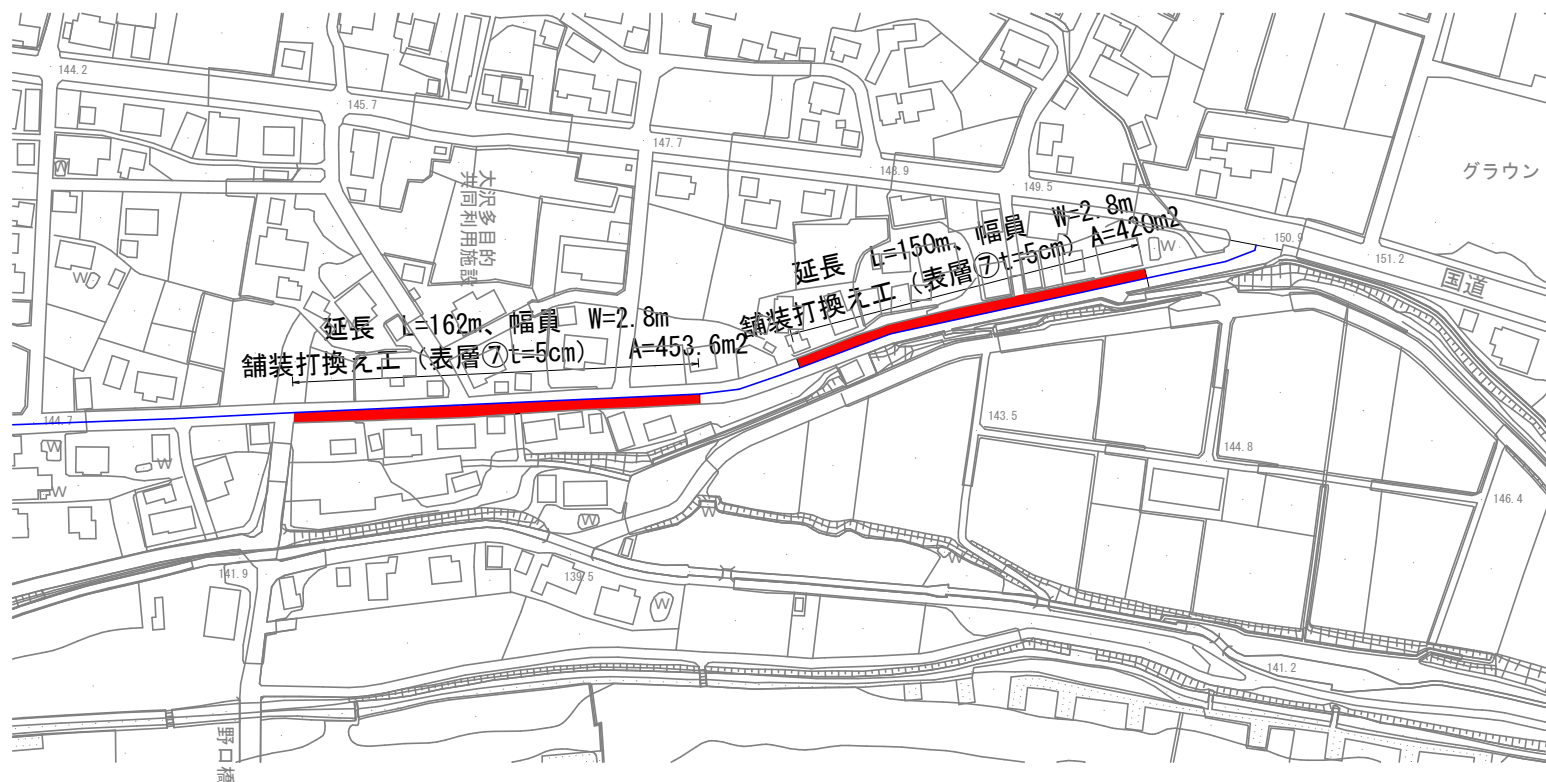 144.2
145.7
147.7
148.9
149.5
150.9
151.2
グラウン
国道
大沢多目的
共同利用施設
延長 L=150m、幅員 W=2.8m
舗装打換え工（表層⑦t=5cm） A=420m2
延長 L=162m、幅員 W=2.8m
舗装打換え工（表層⑦t=5cm） A=453.6m2
144.7
143.5
144.8
146.4
141.9
139.5
141.2
野口橋
W
W
W
W
W
W
W
W
W
W